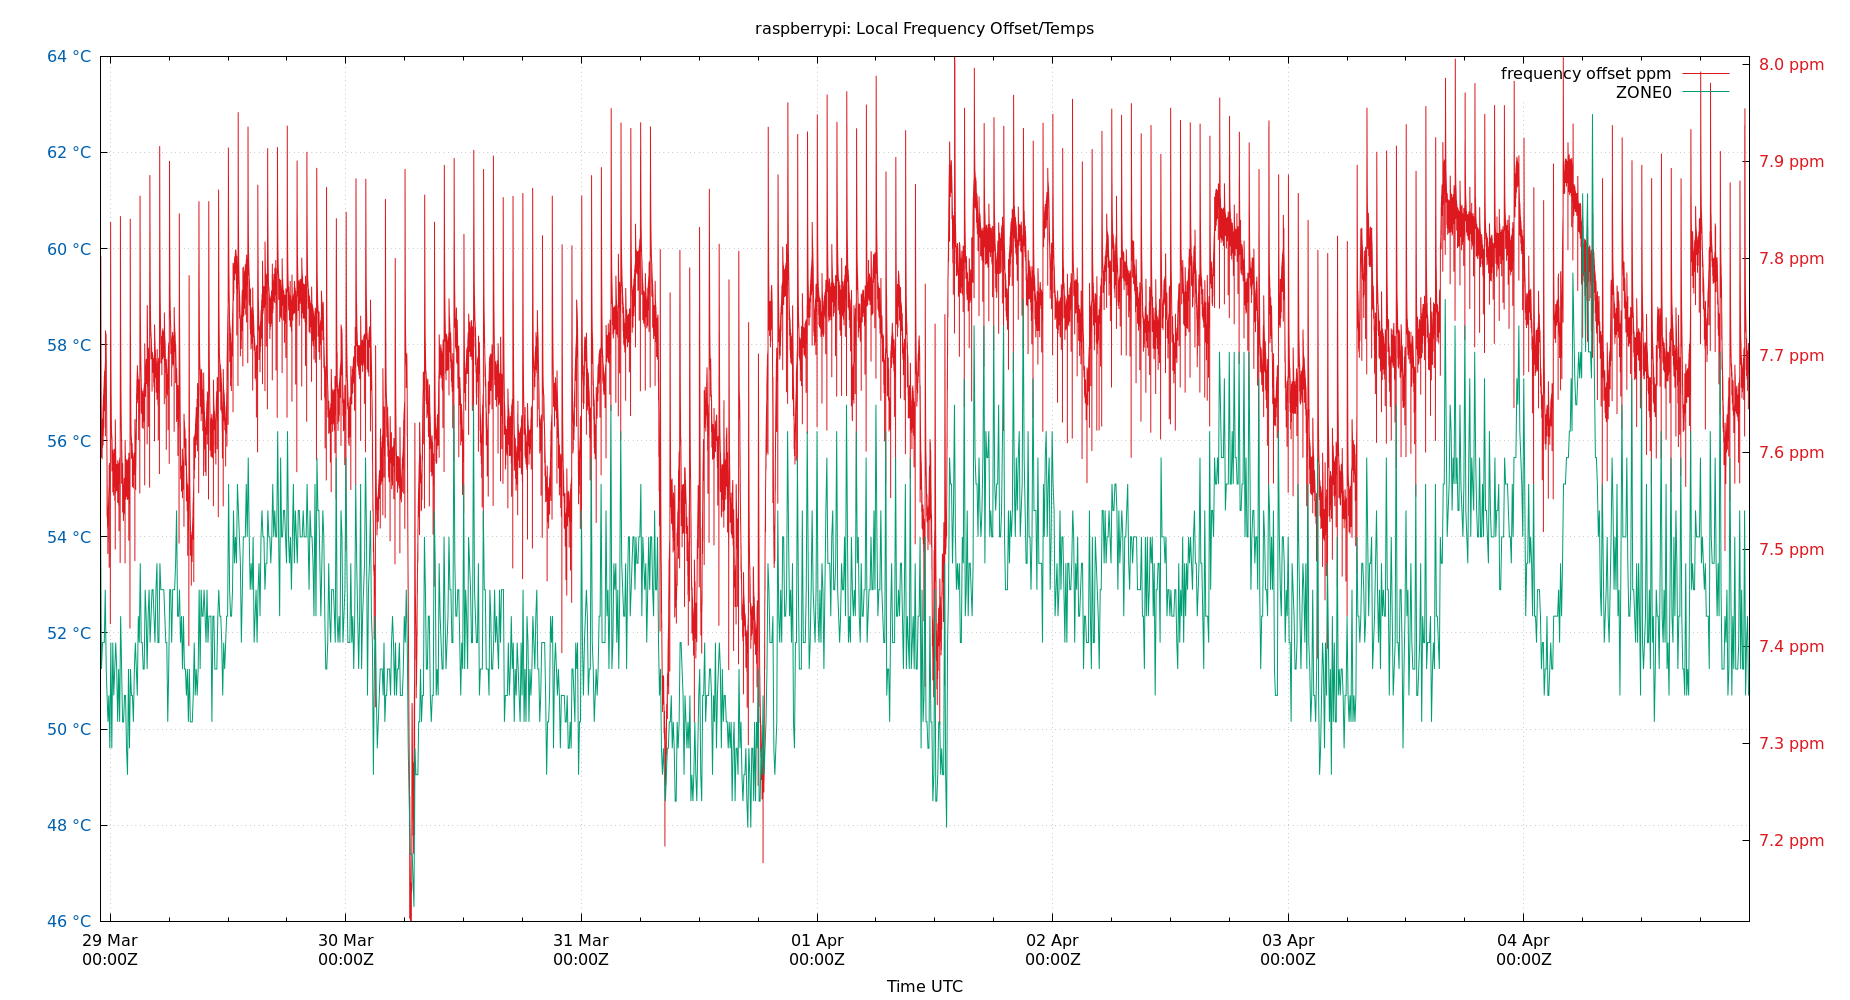 raspberrypi: Local Frequency Offset/Temps
64 °C
62 °C
60 °C
58 °C
56 °C
54 °C
52 °C
50 °C
48 °C
46 °C
8.0 ppm
7.9 ppm
7.8 ppm
7.7 ppm
7.6 ppm
7.5 ppm
7.4 ppm
7.3 ppm
7.2 ppm
frequency offset ppm
ZONE0
29 Mar
00:00Z
30 Mar
00:00Z
31 Mar
00:00Z
01 Apr
00:00Z
02 Apr
00:00Z
03 Apr
00:00Z
04 Apr
00:00Z
Time UTC